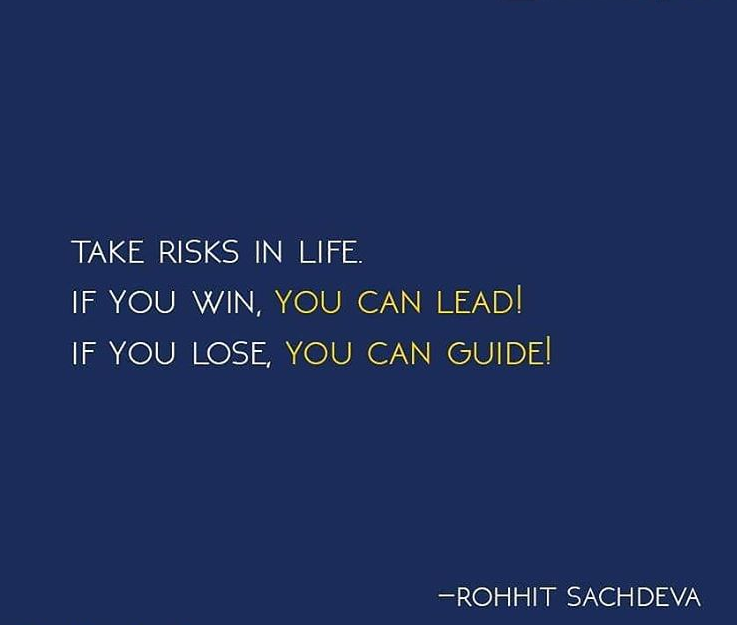 TAKE RISKS IN LIFE.
IF YOU WIN, YOU CAN LEAD!
IF YOU LOSE, YOU CAN GUIDE!
–ROHHIT SACHDEVA